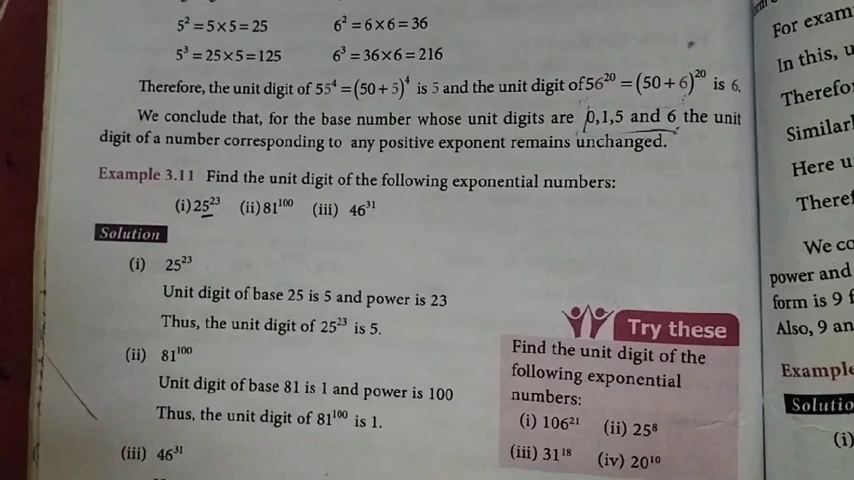 5² = 5×5 = 25 6² = 6×6 = 36
5³ = 25×5 = 125 6³ = 36×6 = 216
Therefore, the unit digit of 55⁴ = (50+5)⁴ is 5 and the unit digit of 56²⁰ = (50+6)²⁰ is 6.
We conclude that, for the base number whose unit digits are 0,1,5 and 6 the unit
digit of a number corresponding to any positive exponent remains unchanged.
Example 3.11 Find the unit digit of the following exponential numbers:
(i) 25²³ (ii) 81¹⁰⁰ (iii) 46³¹
Solution
(i) 25²³
Unit digit of base 25 is 5 and power is 23
Thus, the unit digit of 25²³ is 5.
(ii) 81¹⁰⁰
Unit digit of base 81 is 1 and power is 100
Thus, the unit digit of 81¹⁰⁰ is 1.
(iii) 46³¹
Try these
Find the unit digit of the
following exponential
numbers:
(i) 106²¹ (ii) 25⁸
(iii) 31¹⁸ (iv) 20¹⁰
For exam
In this, u
Therefo
Similarl
Here u
Theref
We co
power and
form is 9 f
Also, 9 an
Example
Solutio
(i)